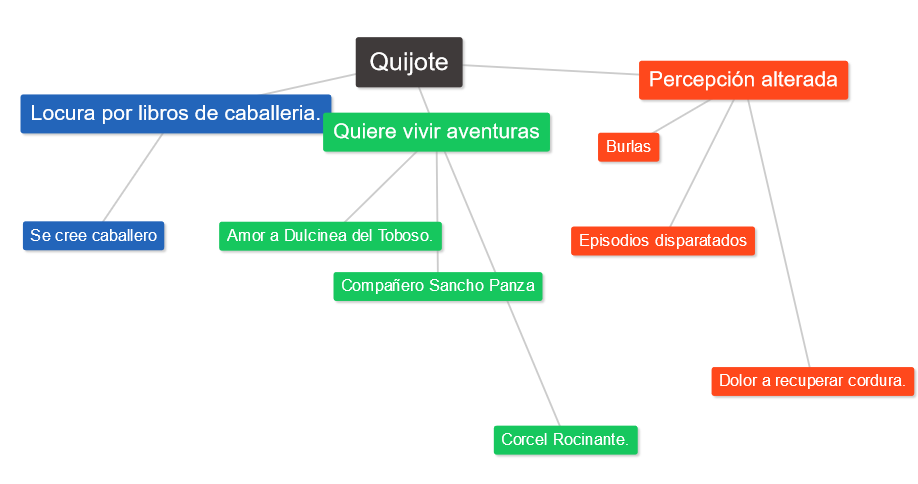 Quijote
Percepción alterada
Locura por libros de caballeria.
Quiere vivir aventuras
Burlas
Se cree caballero
Amor a Dulcinea del Toboso.
Episodios disparatados
Compañero Sancho Panza
Dolor a recuperar cordura.
Corcel Rocinante.